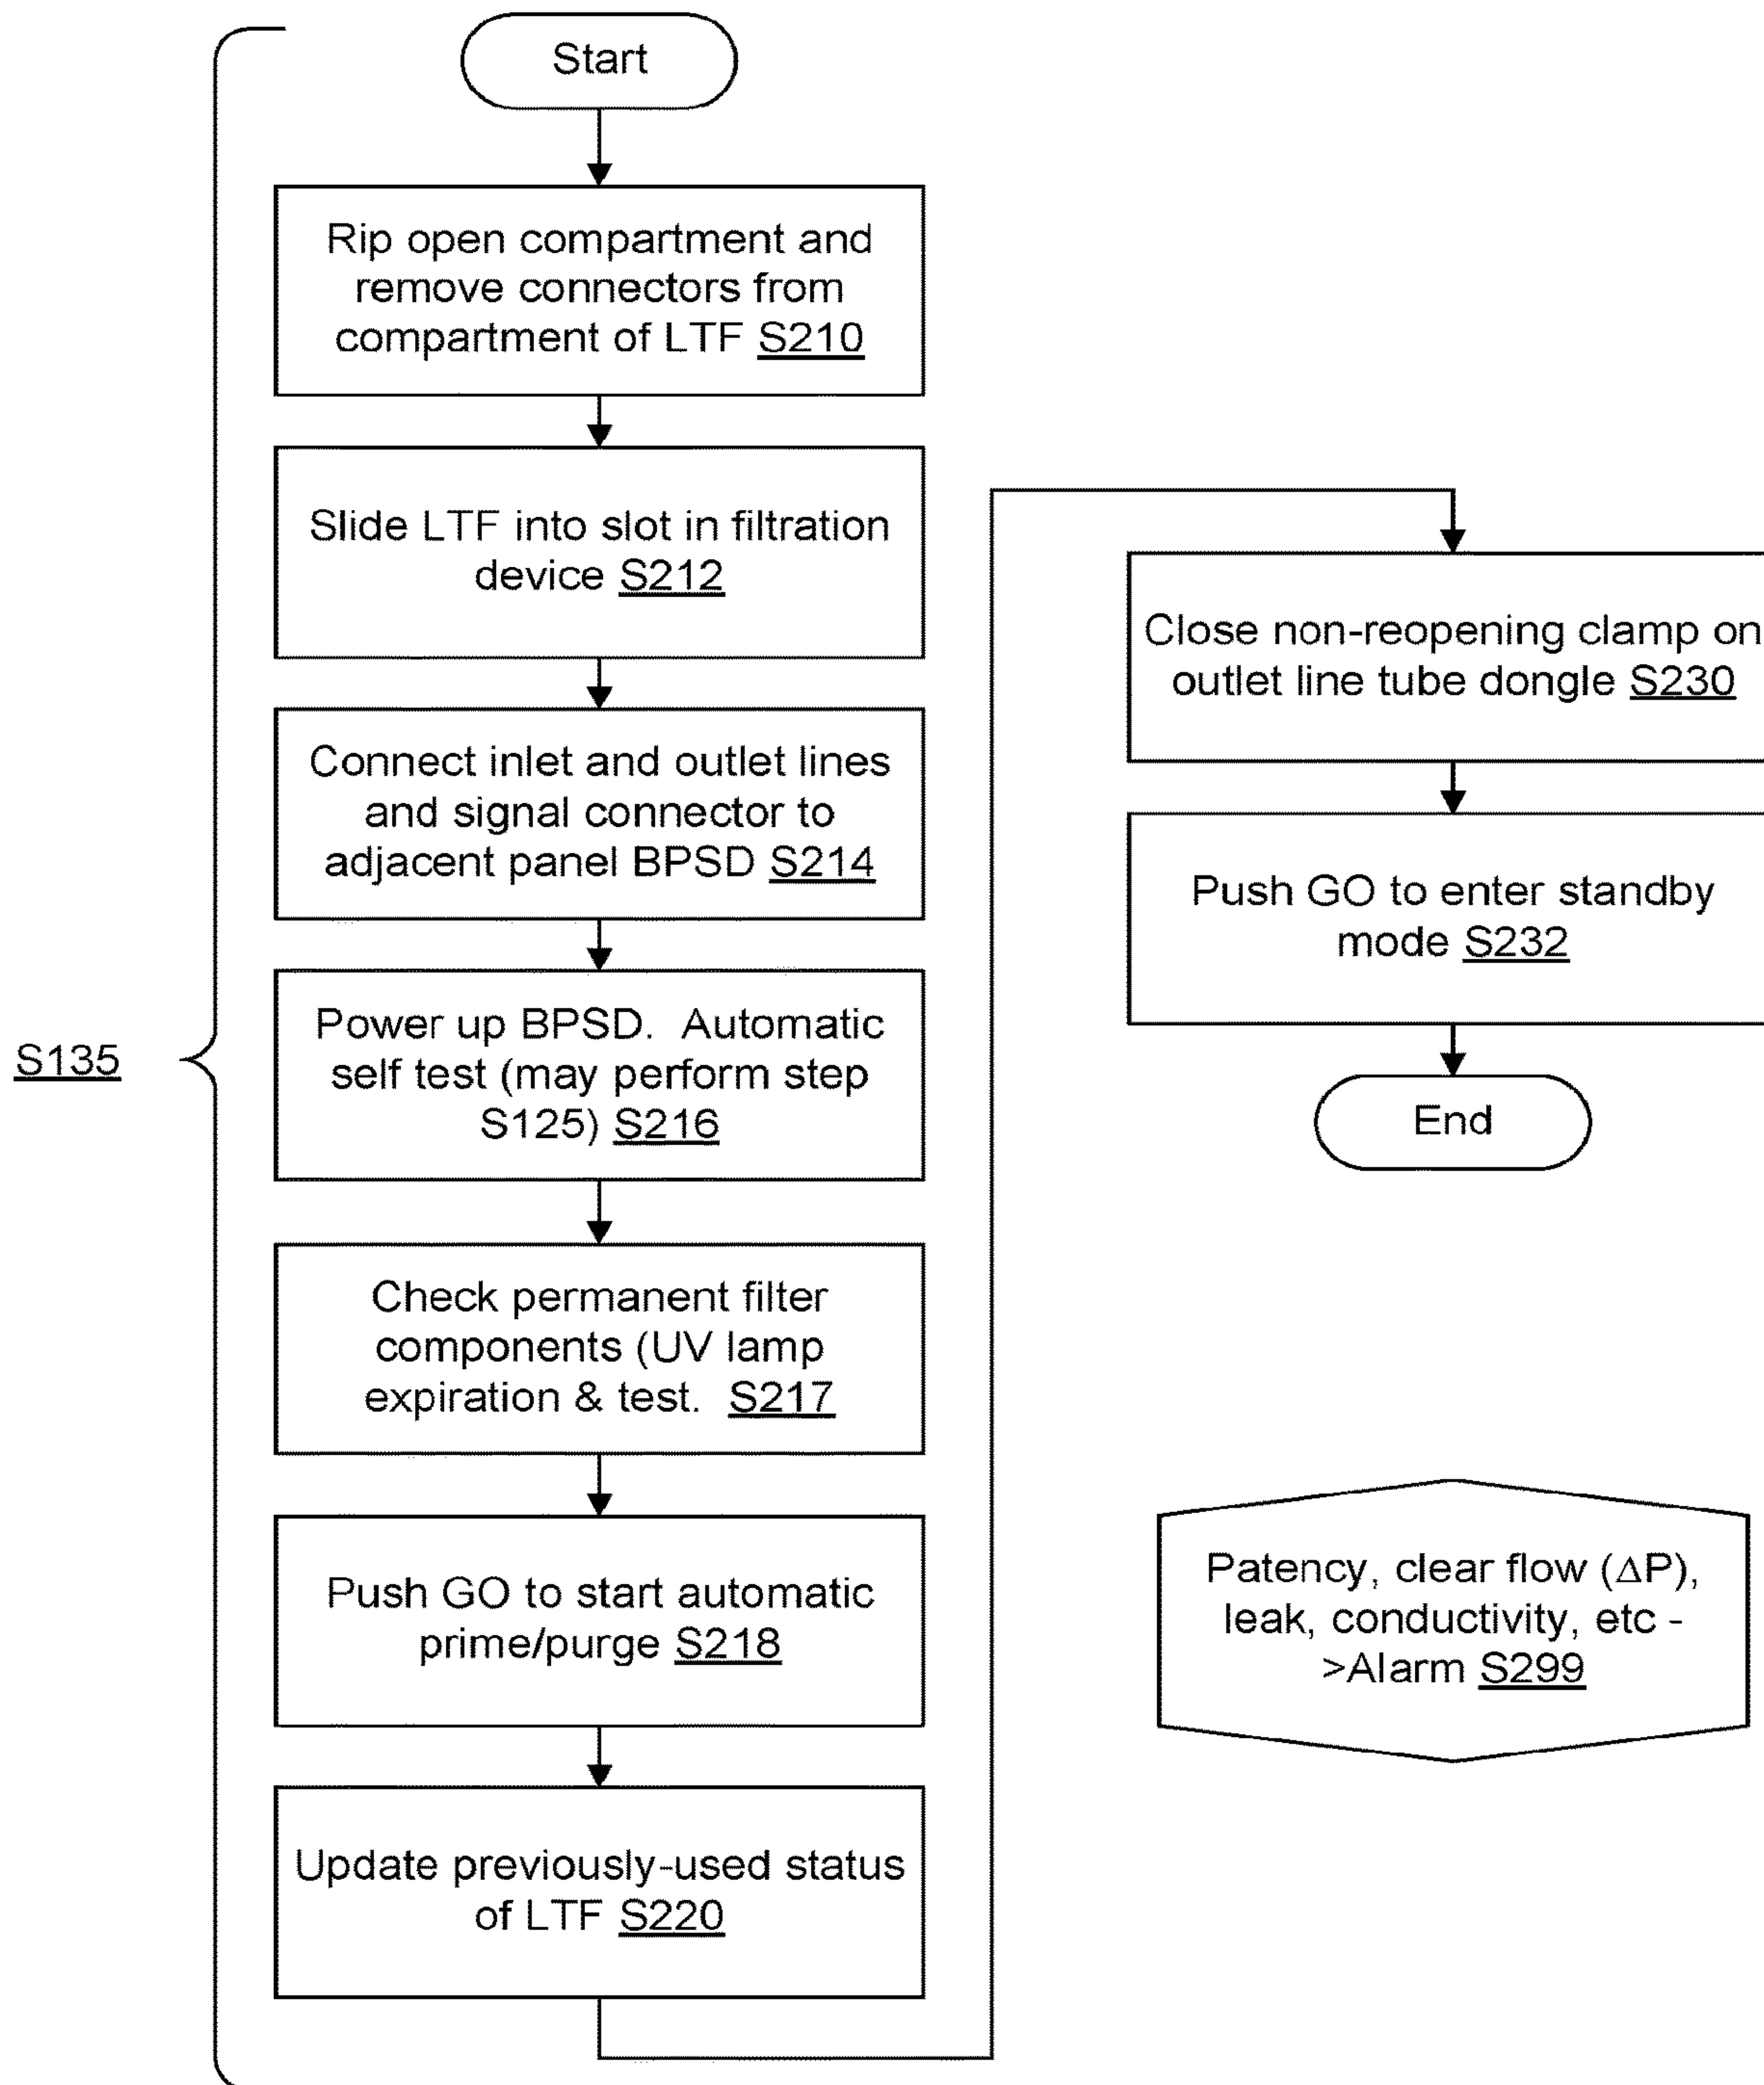 Start
Rip open compartment and
remove connectors from
compartment of LTF S210
Slide LTF into slot in filtration
device S212
Connect inlet and outlet lines
and signal connector to
adjacent panel BPSD S214
Power up BPSD. Automatic
self test (may perform step
S125) S216
Check permanent filter
components (UV lamp
expiration & test. S217
Push GO to start automatic
prime/purge S218
Update previously-used status
of LTF S220
S135
Close non-reopening clamp on
outlet line tube dongle S230
Push GO to enter standby
mode S232
End
Patency, clear flow (ΔP),
leak, conductivity, etc -
>Alarm S299